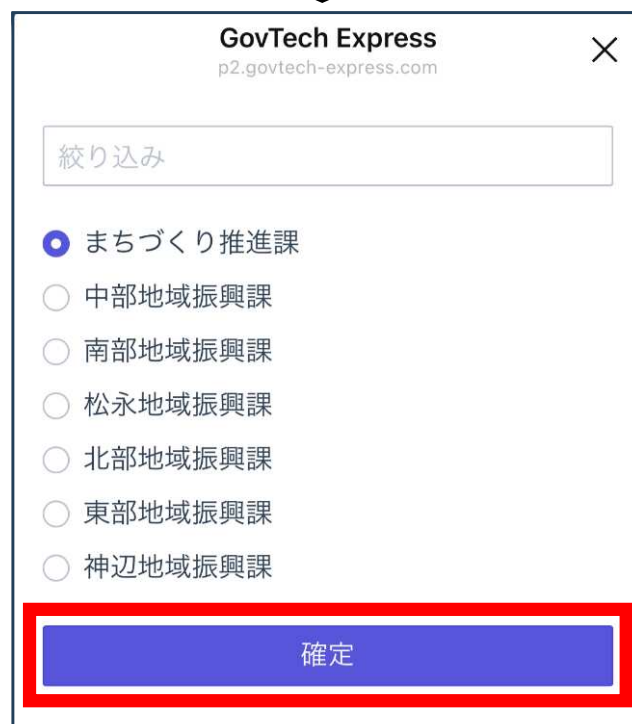 GovTech Express
p2.govtech-express.com
絞り込み
まちづくり推進課
中部地域振興課
南部地域振興課
松永地域振興課
北部地域振興課
東部地域振興課
神辺地域振興課
確定